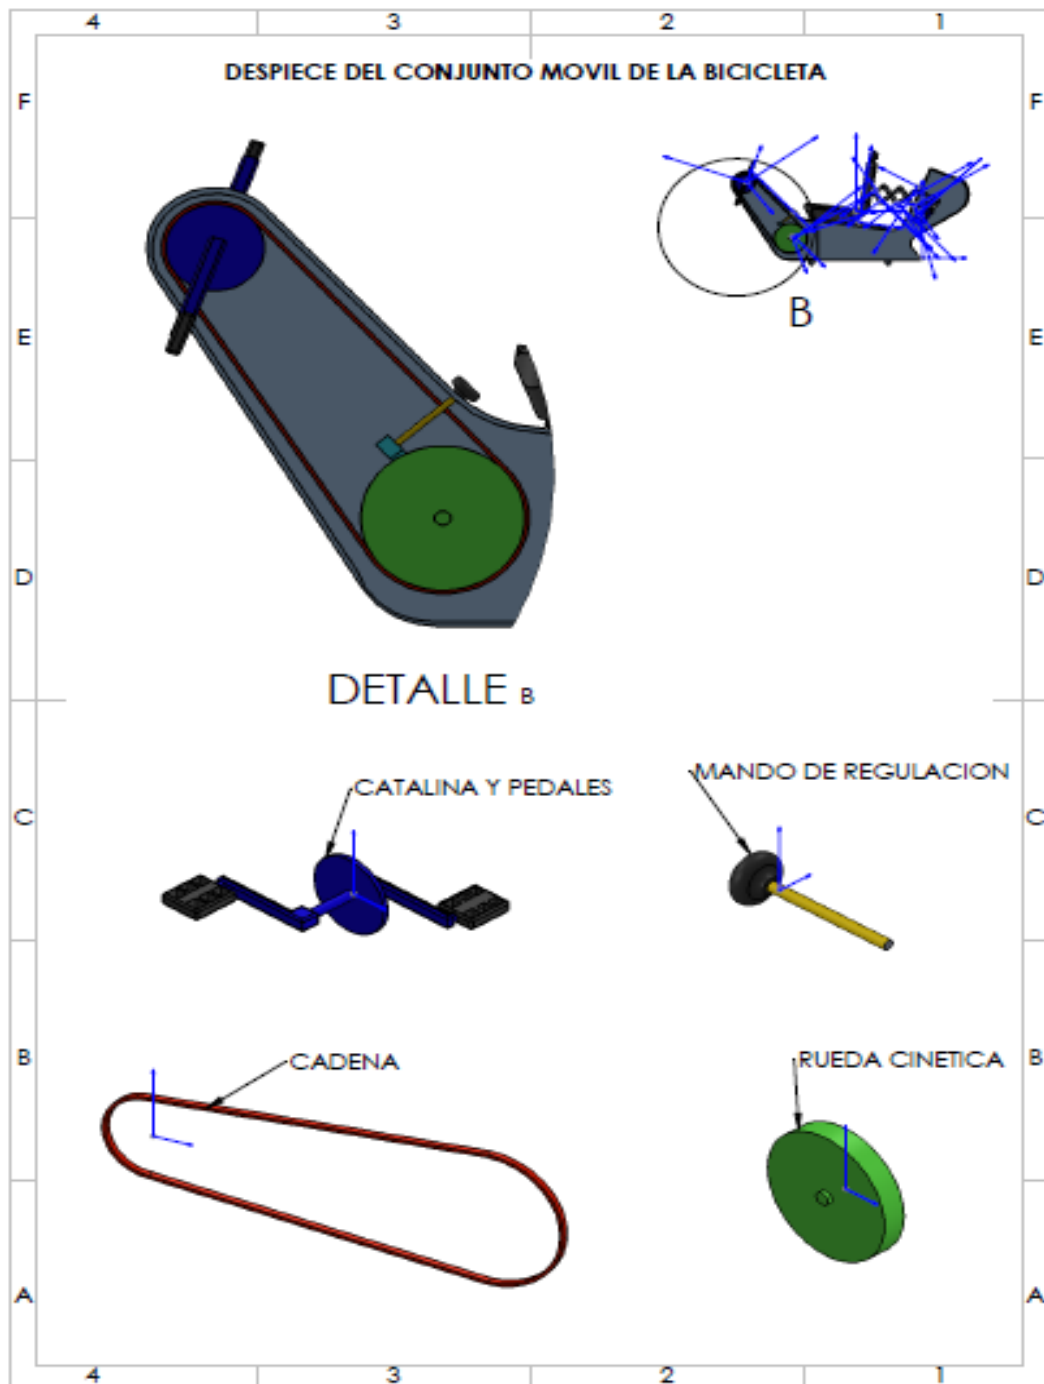 4 3 2 1
DESPIECE DEL CONJUNTO MOVIL DE LA BICICLETA
F F
B
E E
D D
DETALLE B
MANDO DE REGULACION
CATALINA Y PEDALES
C C
B CADENA RUEDA CINETICA B
A A
4 3 2 1